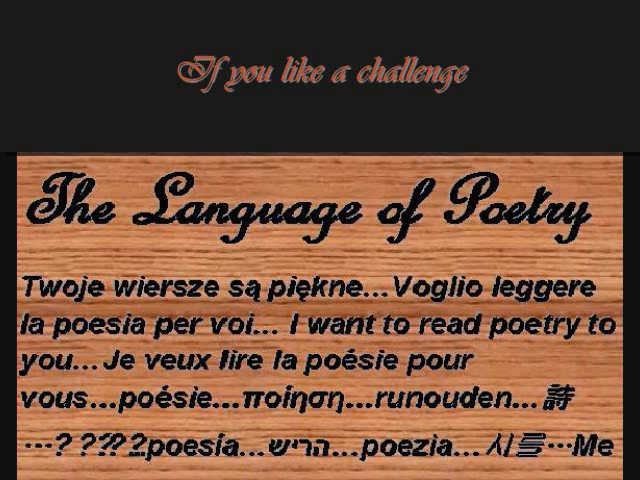 If you like a challenge
The Language of Poetry
Twoje wiersze są piękne...Voglio leggere
la poesia per voi... I want to read poetry to
you...Je veux lire la poésie pour
vous...poésie...ποίηση...runouden...詩
...? ??? ?poesía...הריש...poezia...시를...Me